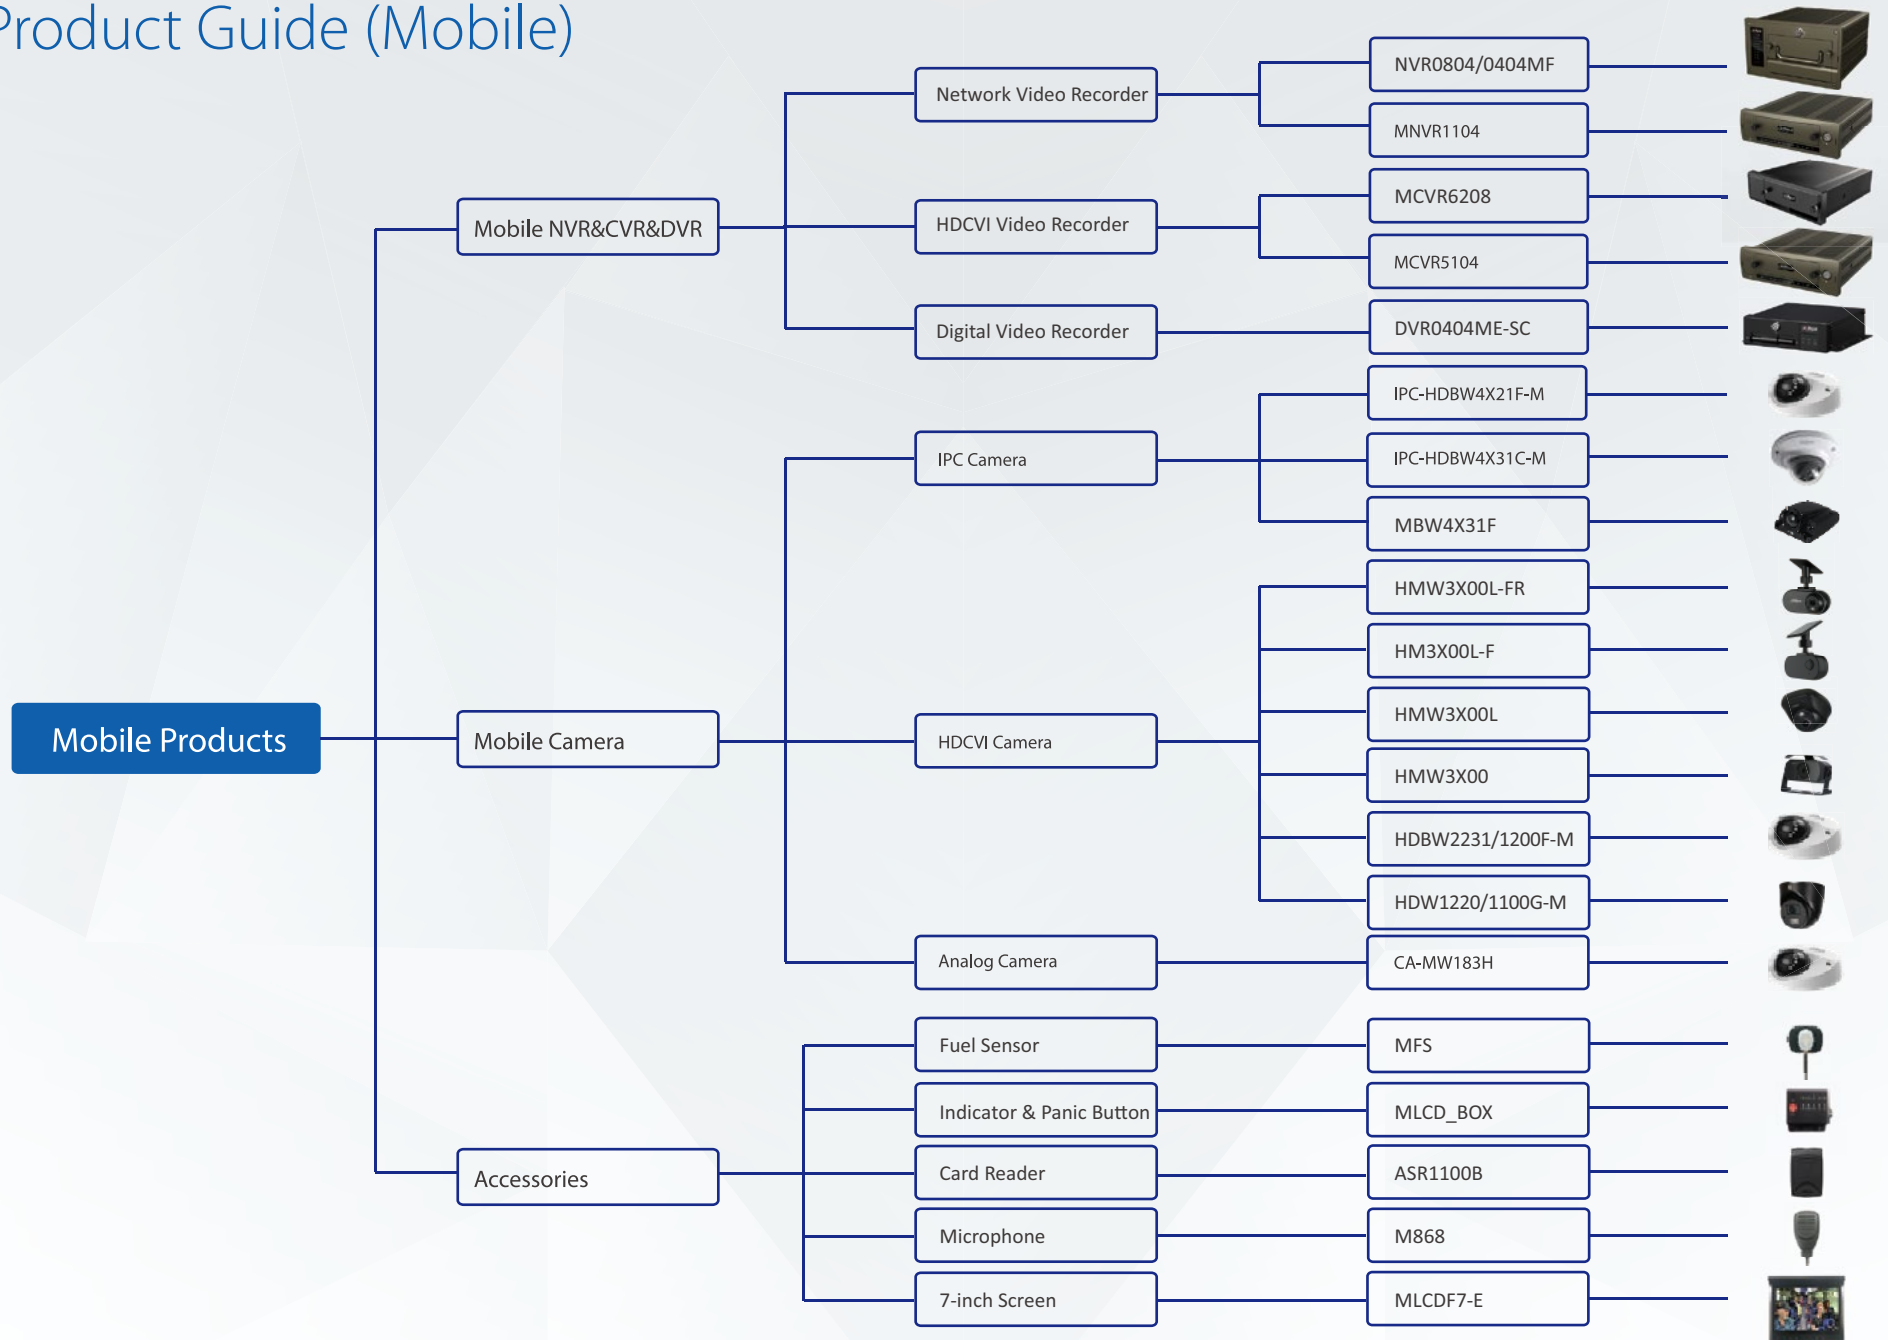 Product Guide (Mobile)
Mobile Products
Mobile NVR&CVR&DVR
Network Video Recorder
NVR0804/0404MF
MNVR1104
HDCVI Video Recorder
MCVR6208
MCVR5104
Digital Video Recorder
DVR0404ME-SC
Mobile Camera
IPC Camera
IPC-HDBW4X21F-M
IPC-HDBW4X31C-M
MBW4X31F
HDCVI Camera
HMW3X00L-FR
HM3X00L-F
HMW3X00L
HMW3X00
HDBW2231/1200F-M
HDW1220/1100G-M
Analog Camera
CA-MW183H
Accessories
Fuel Sensor
MFS
Indicator & Panic Button
MLCD_BOX
Card Reader
ASR1100B
Microphone
M868
7-inch Screen
MLCDF7-E